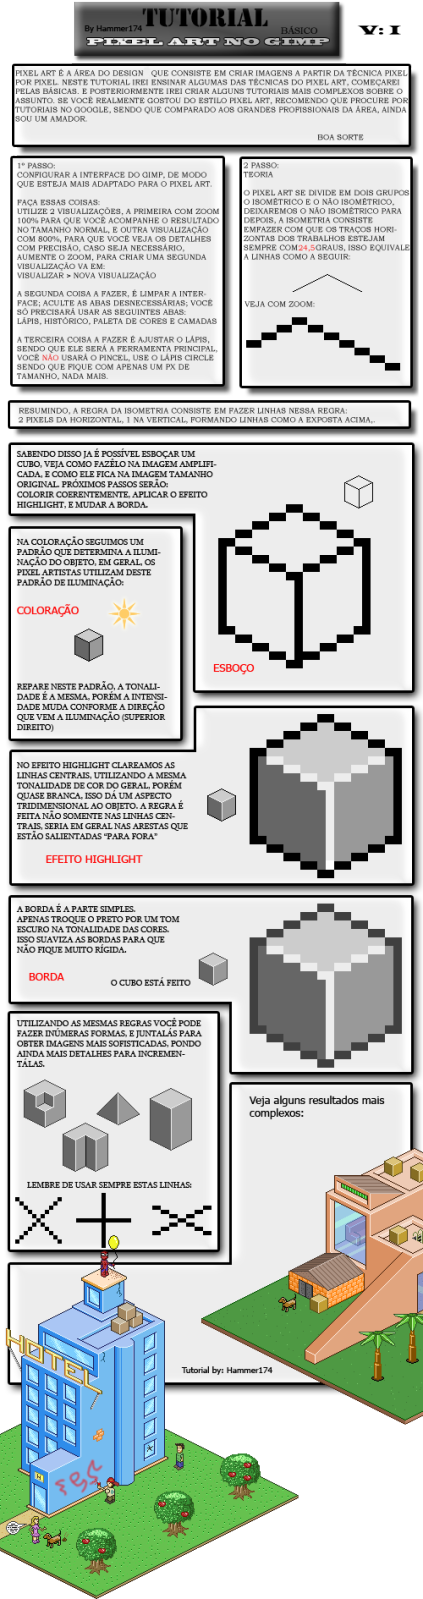 TUTORIAL
By Hammer174
BÁSICO
PIXEL ART NO GIMP
V: I
PIXEL ART É A ÁREA DO DESIGN QUE CONSISTE EM CRIAR IMAGENS A PARTIR DA TÉCNICA PIXEL
POR PIXEL. NESTE TUTORIAL IREI ENSINAR ALGUMAS DAS TÉCNICAS DO PIXEL ART, COMEÇAREI
PELAS BÁSICAS. E POSTERIORMENTE IREI CRIAR ALGUNS TUTORIAIS MAIS COMPLEXOS SOBRE O
ASSUNTO. SE VOCÊ REALMENTE GOSTOU DO ESTILO PIXEL ART, RECOMENDO QUE PROCURE POR
TUTORIAIS NO GOOGLE, SENDO QUE COMPARADO AOS GRANDES PROFISSIONAIS DA ÁREA, AINDA
SOU UM AMADOR.
BOA SORTE
1º PASSO:
CONFIGURAR A INTERFACE DO GIMP, DE MODO
QUE ESTEJA MAIS ADAPTADO PARA O PIXEL ART.
FAÇA ESSAS COISAS:
UTILIZE 2 VISUALIZAÇÕES, A PRIMEIRA COM ZOOM
100% PARA QUE VOCÊ ACOMPANHE O RESULTADO
NO TAMANHO NORMAL, E OUTRA VISUALIZAÇÃO
COM 800%, PARA QUE VOCÊ VEJA OS DETALHES
COM PRECISÃO, CASO SEJA NECESSÁRIO,
AUMENTE O ZOOM, PARA CRIAR UMA SEGUNDA
VISUALIZAÇÃO VA EM:
VISUALIZAR > NOVA VISUALIZAÇÃO
A SEGUNDA COISA A FAZER, É LIMPAR A INTER-
FACE; ACULTE AS ABAS DESNECESSÁRIAS; VOCÊ
SÓ PRECISARÁ USAR AS SEGUINTES ABAS:
LÁPIS, HISTÓRICO, PALETA DE CORES E CAMADAS
A TERCEIRA COISA A FAZER É AJUSTAR O LÁPIS,
SENDO QUE ELE SERÁ A FERRAMENTA PRINCIPAL,
VOCÊ NÃO USARÁ O PINCEL, USE O LÁPIS CIRCLE
SENDO QUE FIQUE COM APENAS UM PX DE
TAMANHO, NADA MAIS.
2 PASSO:
TEORIA
O PIXEL ART SE DIVIDE EM DOIS GRUPOS
O ISOMÉTRICO E O NÃO ISOMÉTRICO,
DEIXAREMOS O NÃO ISOMÉTRICO PARA
DEPOIS, A ISOMETRIA CONSISTE
EMFAZER COM QUE OS TRAÇOS HORI-
ZONTAS DOS TRABALHOS ESTEJAM
SEMPRE COM24,5GRAUS, ISSO EQUIVALE
A LINHAS COMO A SEGUIR:
VEJA COM ZOOM:
RESUMINDO, A REGRA DA ISOMETRIA CONSISTE EM FAZER LINHAS NESSA REGRA:
2 PIXELS DA HORIZONTAL, 1 NA VERTICAL, FORMANDO LINHAS COMO A EXPOSTA ACIMA,.
SABENDO DISSO JA É POSSÍVEL ESBOÇAR UM
CUBO, VEJA COMO FAZÊLO NA IMAGEM AMPLIFI-
CADA, E COMO ELE FICA NA IMAGEM TAMANHO
ORIGINAL. PRÓXIMOS PASSOS SERÃO:
COLORIR COERENTEMENTE, APLICAR O EFEITO
HIGHLIGHT, E MUDAR A BORDA.
ESBOÇO
NA COLORAÇÃO SEGUIMOS UM
PADRÃO QUE DETERMINA A ILUMI-
NAÇÃO DO OBJETO, EM GERAL, OS
PIXEL ARTISTAS UTILIZAM DESTE
PADRÃO DE ILUMINAÇÃO:
COLORAÇÃO
REPARE NESTE PADRÃO, A TONALI-
DADE É A MESMA, PORÉM A INTENSI-
DADE MUDA CONFORME A DIREÇÃO
QUE VEM A ILUMINAÇÃO (SUPERIOR
DIREITO)
NO EFEITO HIGHLIGHT CLAREAMOS AS
LINHAS CENTRAIS, UTILIZANDO A MESMA
TONALIDADE DE COR DO GERAL, PORÉM
QUASE BRANCA, ISSO DÁ UM ASPECTO
TRIDIMENSIONAL AO OBJETO. A REGRA É
FEITA NÃO SOMENTE NAS LINHAS CEN-
TRAIS, SERIA EM GERAL NAS ARESTAS QUE
ESTÃO SALIENTADAS "PARA FORA"
EFEITO HIGHLIGHT
A BORDA É A PARTE SIMPLES.
APENAS TROQUE O PRETO POR UM TOM
ESCURO NA TONALIDADE DAS CORES.
ISSO SUAVIZA AS BORDAS PARA QUE
NÃO FIQUE MUITO RÍGIDA.
BORDA
O CUBO ESTÁ FEITO
UTILIZANDO AS MESMAS REGRAS VOCÊ PODE
FAZER INÚMERAS FORMAS, E JUNTALÁS PARA
OBTER IMAGENS MAIS SOFISTICADAS, PONDO
AINDA MAIS DETALHES PARA INCREMEN-
TÁLAS.
LEMBRE DE USAR SEMPRE ESTAS LINHAS:
Veja alguns resultados mais
complexos:
HOTEL
Tutorial by: Hammer174